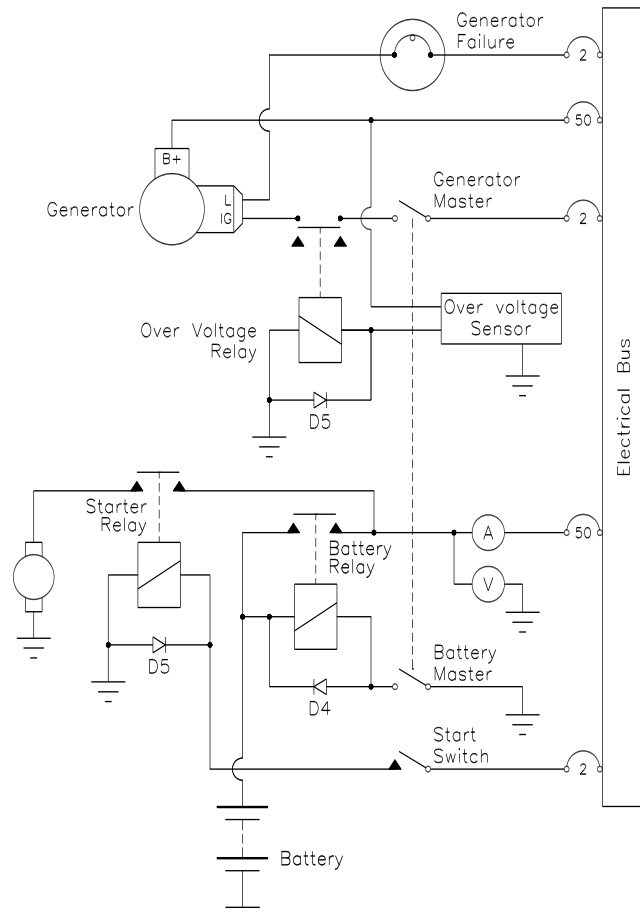 Generator
Failure
2
50
B+
L
IG
Generator
Generator
Master
2
Over Voltage
Relay
Over voltage
Sensor
D5
Electrical Bus
Starter
Relay
Battery
Relay
A
50
V
D5
D4
Battery
Master
Start
Switch
2
Battery